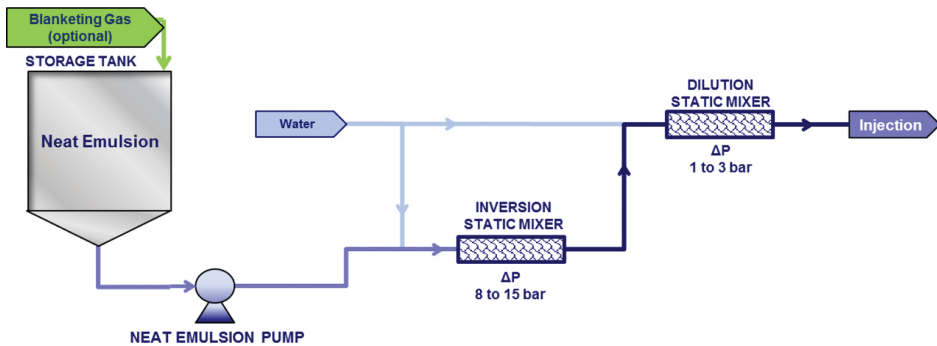 Blanketing Gas
(optional)
STORAGE TANK
Neat Emulsion
NEAT EMULSION PUMP
Water
INVERSION
STATIC MIXER
ΔP
8 to 15 bar
DILUTION
STATIC MIXER
ΔP
1 to 3 bar
Injection